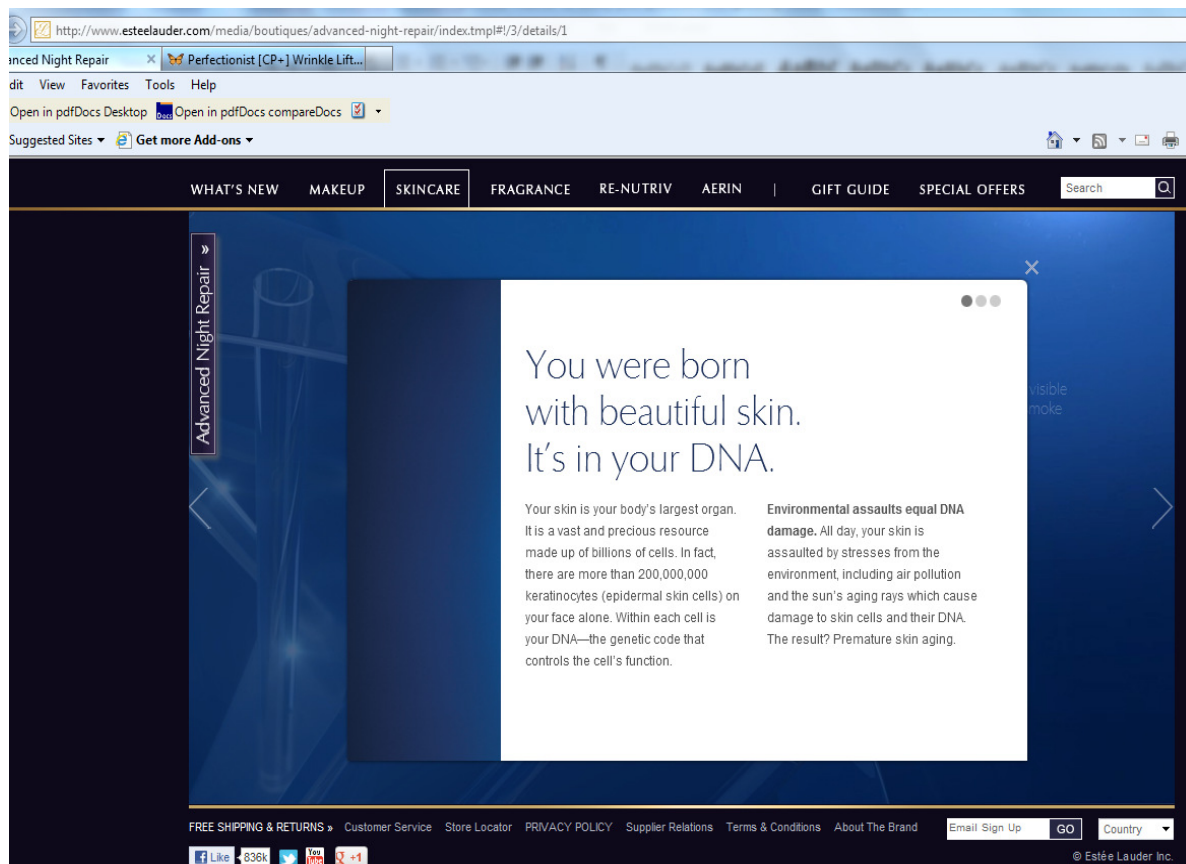 http://www.esteelauder.com/media/boutiques/advanced-night-repair/index.tmpl#!/3/details/1
anced Night Repair × Perfectionist [CP+] Wrinkle Lift...
dit View Favorites Tools Help
Open in pdfDocs Desktop Docs Open in pdfDocs compareDocs
Suggested Sites Get more Add-ons
WHAT'S NEW MAKEUP SKINCARE FRAGRANCE RE-NUTRIV AERIN | GIFT GUIDE SPECIAL OFFERS Search
Advanced Night Repair »
You were born
with beautiful skin.
It's in your DNA.
Your skin is your body's largest organ.
It is a vast and precious resource
made up of billions of cells. In fact,
there are more than 200,000,000
keratinocytes (epidermal skin cells) on
your face alone. Within each cell is
your DNA—the genetic code that
controls the cell's function.
Environmental assaults equal DNA
damage. All day, your skin is
assaulted by stresses from the
environment, including air pollution
and the sun's aging rays which cause
damage to skin cells and their DNA.
The result? Premature skin aging.
visible
moke
FREE SHIPPING & RETURNS » Customer Service Store Locator PRIVACY POLICY Supplier Relations Terms & Conditions About The Brand Email Sign Up GO Country
Like 836k You Tube +1 © Estée Lauder Inc.